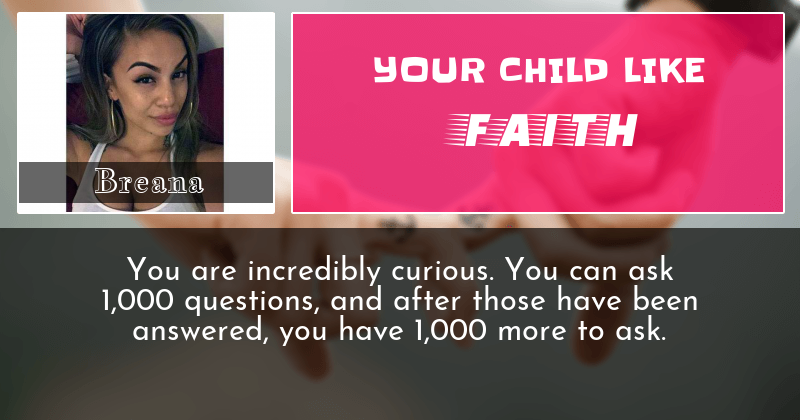 Breana
YOUR CHILD LIKE
FAITH
You are incredibly curious. You can ask
1,000 questions, and after those have been
answered, you have 1,000 more to ask.